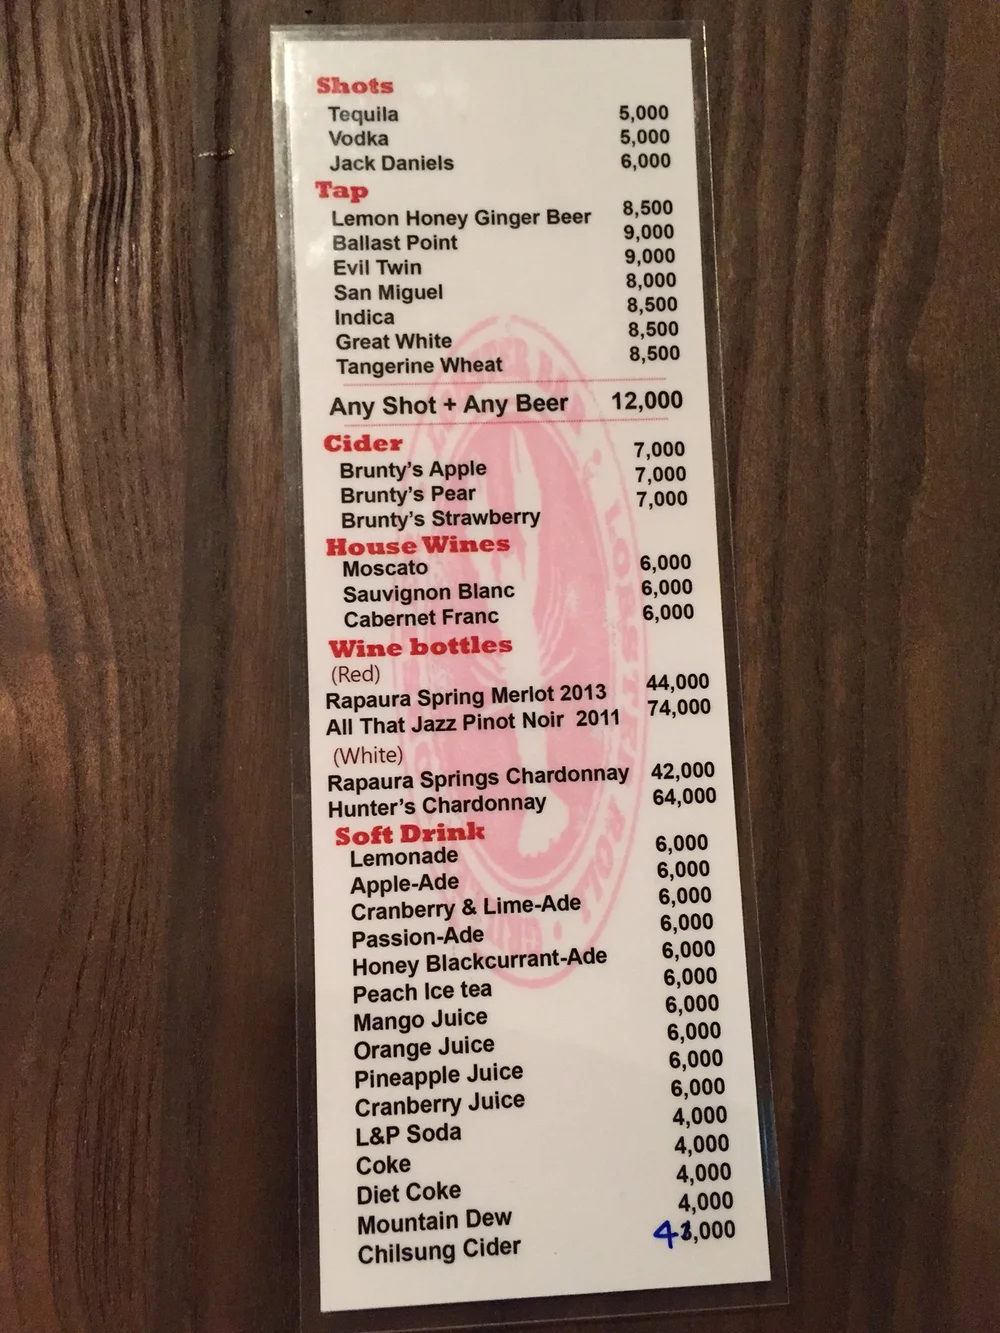 Shots
Tequila 5,000
Vodka 5,000
Jack Daniels 6,000
Tap
Lemon Honey Ginger Beer 8,500
Ballast Point 9,000
Evil Twin 9,000
San Miguel 8,000
Indica 8,500
Great White 8,500
Tangerine Wheat 8,500
Any Shot + Any Beer 12,000
Cider
Brunty's Apple 7,000
Brunty's Pear 7,000
Brunty's Strawberry 7,000
House Wines
Moscato 6,000
Sauvignon Blanc 6,000
Cabernet Franc 6,000
Wine bottles
(Red)
Rapaura Spring Merlot 2013 44,000
All That Jazz Pinot Noir 2011 74,000
(White)
Rapaura Springs Chardonnay 42,000
Hunter's Chardonnay 64,000
Soft Drink
Lemonade 6,000
Apple-Ade 6,000
Cranberry & Lime-Ade 6,000
Passion-Ade 6,000
Honey Blackcurrant-Ade 6,000
Peach Ice tea 6,000
Mango Juice 6,000
Orange Juice 6,000
Pineapple Juice 6,000
Cranberry Juice 6,000
L&P Soda 4,000
Coke 4,000
Diet Coke 4,000
Mountain Dew 4,000
Chilsung Cider 4 3,000
LOBSTER ROLL